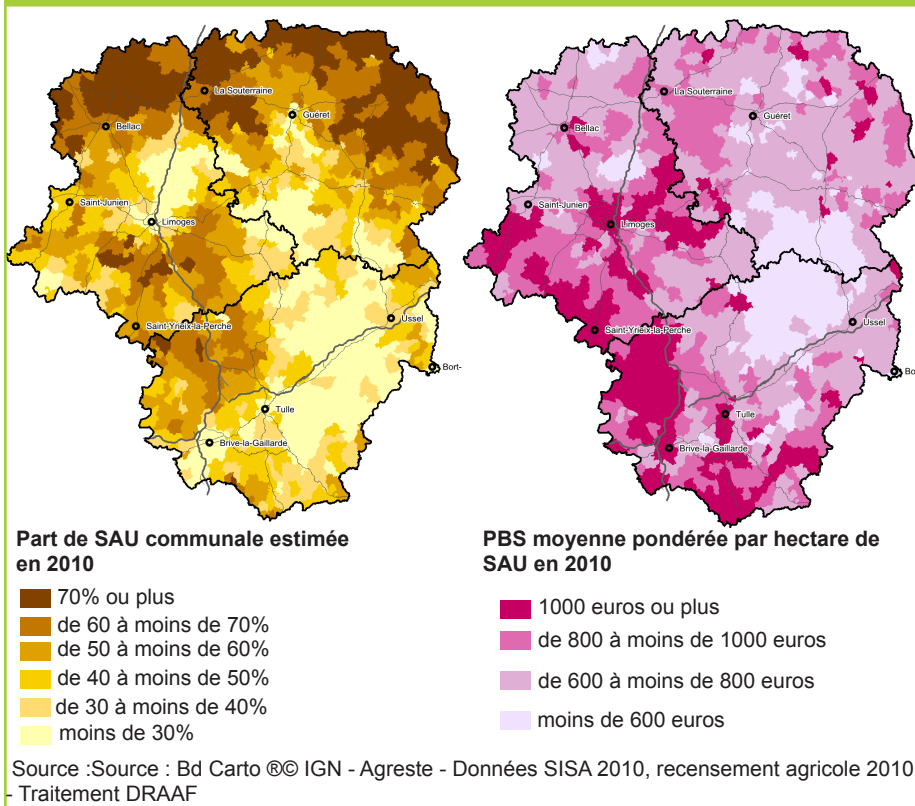 La Souterraine
Guéret
Bellac
Saint-Junien
Limoges
Saint-Yrieix-la-Perche
Ussel
Bort-
Tulle
Brive-la-Gaillarde
La Souterraine
Guéret
Bellac
Saint-Junien
Limoges
Saint-Yrieix-la-Perche
Ussel
Bo
Tulle
Brive-la-Gaillarde
Part de SAU communale estimée
en 2010
70% ou plus
de 60 à moins de 70%
de 50 à moins de 60%
de 40 à moins de 50%
de 30 à moins de 40%
moins de 30%
PBS moyenne pondérée par hectare de
SAU en 2010
1000 euros ou plus
de 800 à moins de 1000 euros
de 600 à moins de 800 euros
moins de 600 euros
Source :Source : Bd Carto ®© IGN - Agreste - Données SISA 2010, recensement agricole 2010
- Traitement DRAAF